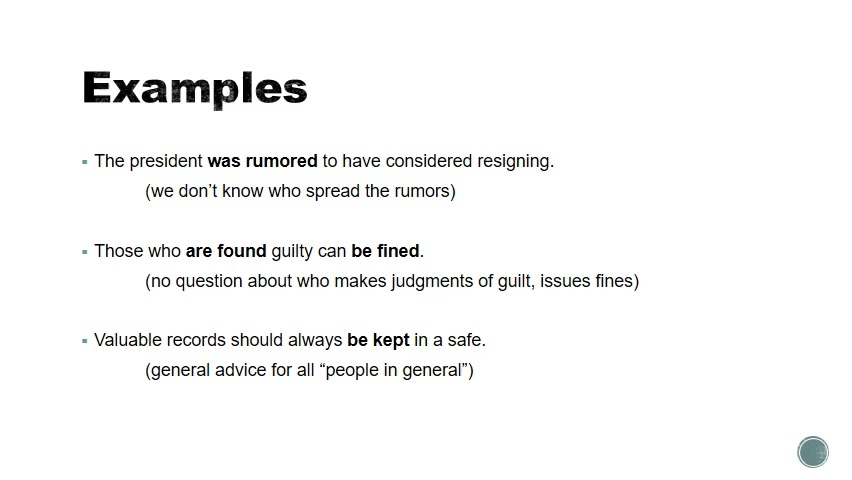 Examples
▪ The president was rumored to have considered resigning.
(we don’t know who spread the rumors)
▪ Those who are found guilty can be fined.
(no question about who makes judgments of guilt, issues fines)
▪ Valuable records should always be kept in a safe.
(general advice for all “people in general”)